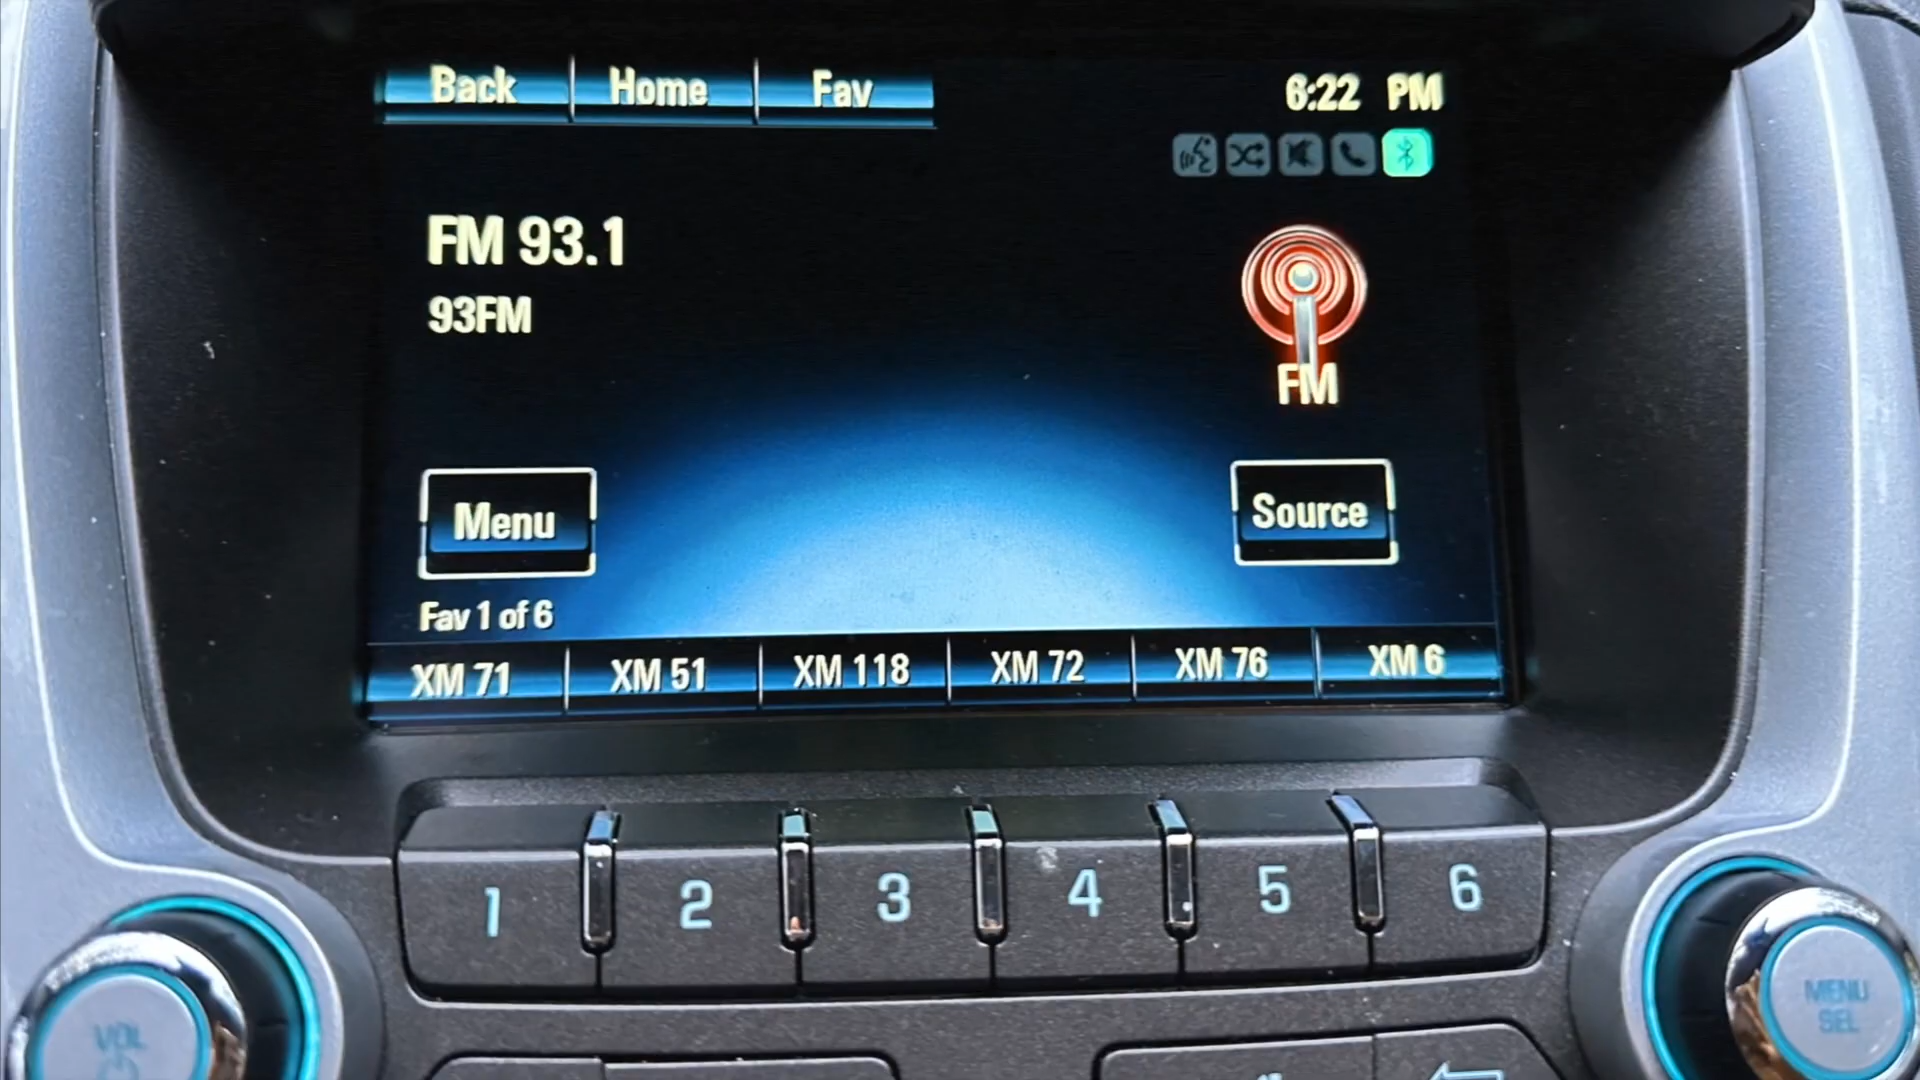 Back Home Fav
6:22 PM
FM 93.1
93FM
FM
Menu
Source
Fav 1 of 6
XM 71 XM 51 XM 118 XM 72 XM 76 XM 6
1 2 3 4 5 6
VOL
MENU
SEL